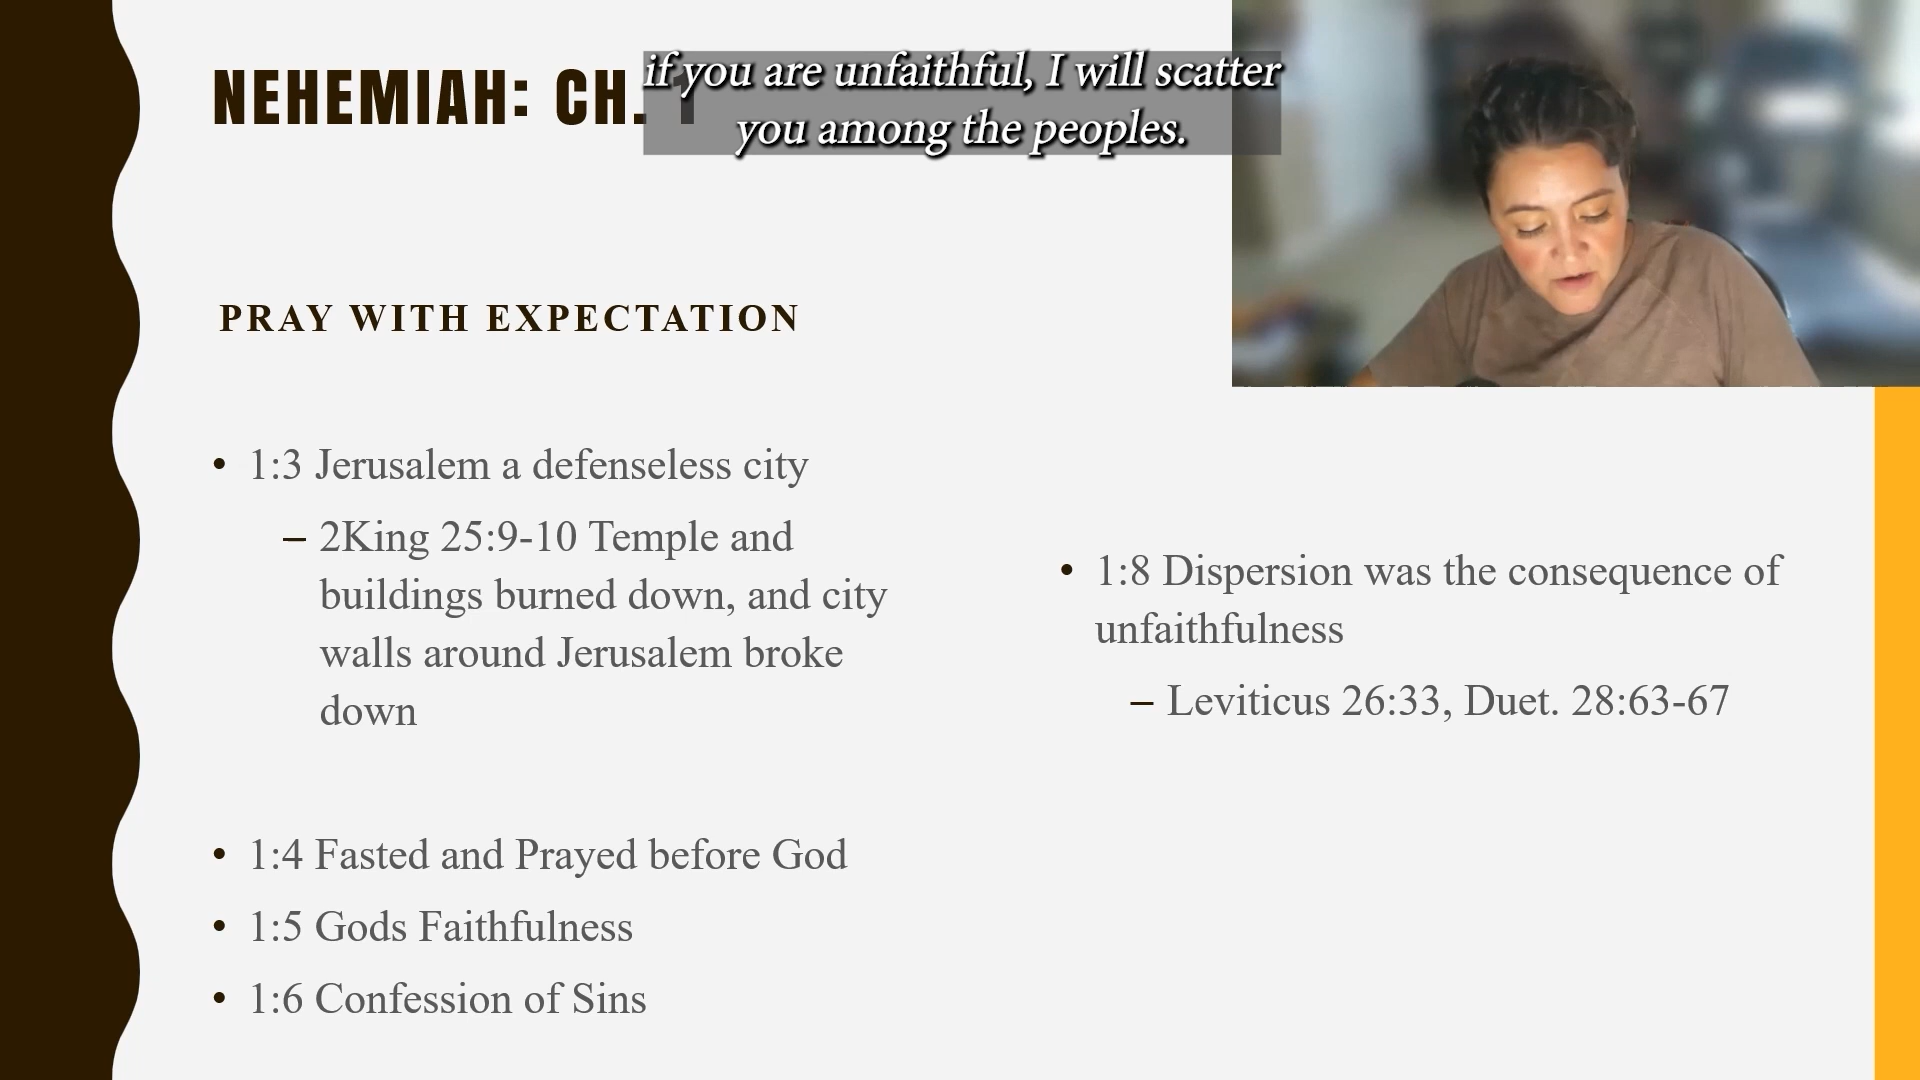 NEHEMIAH: CH. 1
if you are unfaithful, I will scatter
you among the peoples.
PRAY WITH EXPECTATION
• 1:3 Jerusalem a defenseless city
– 2King 25:9-10 Temple and
buildings burned down, and city
walls around Jerusalem broke
down
• 1:4 Fasted and Prayed before God
• 1:5 Gods Faithfulness
• 1:6 Confession of Sins
• 1:8 Dispersion was the consequence of
unfaithfulness
– Leviticus 26:33, Duet. 28:63-67